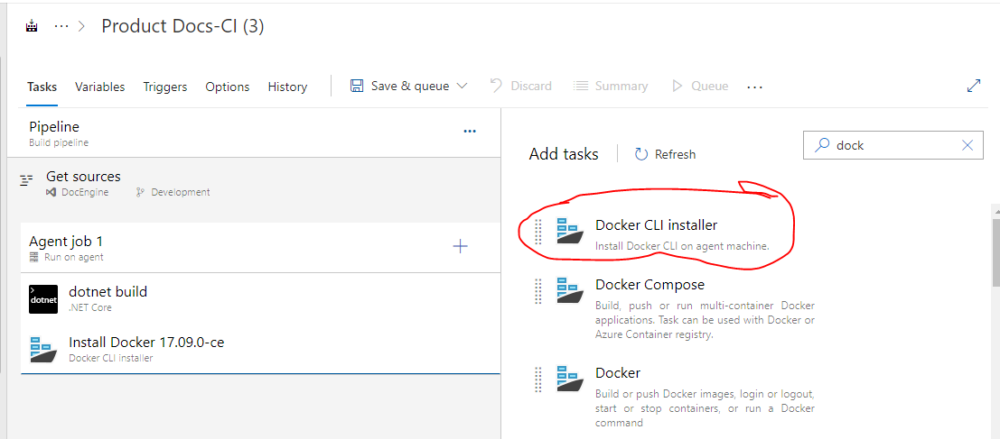 ... > Product Docs-CI (3)
Tasks Variables Triggers Options History Save & queue Discard Summary Queue ...
Pipeline
Build pipeline
Get sources
DocEngine Development
Agent job 1
Run on agent
dotnet
dotnet build
.NET Core
Install Docker 17.09.0-ce
Docker CLI installer
Add tasks Refresh dock
Docker CLI installer
Install Docker CLI on agent machine.
Docker Compose
Build, push or run multi-container Docker
applications. Task can be used with Docker or
Azure Container registry.
Docker
Build or push Docker images, login or logout,
start or stop containers, or run a Docker
command